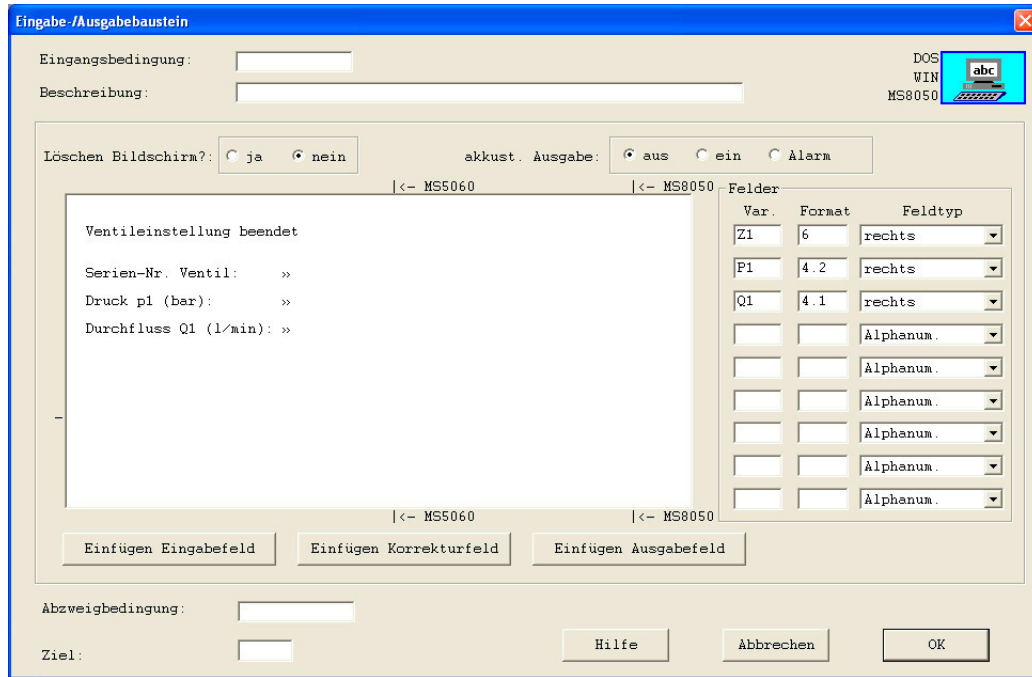 Eingabe-/Ausgabebaustein
Eingangsbedingung:
Beschreibung:
DOS
WIN
MS8050
abc
Löschen Bildschirm?: ja nein
akkust. Ausgabe: aus ein Alarm
|<- MS5060 |<- MS8050
Ventileinstellung beendet
Serien-Nr. Ventil: »
Druck p1 (bar): »
Durchfluss Q1 (l/min): »
Felder
Var. Format Feldtyp
Z1 6 rechts
P1 4.2 rechts
Q1 4.1 rechts
Alphanum.
Alphanum.
Alphanum.
Alphanum.
Alphanum.
Alphanum.
|<- MS5060 |<- MS8050
Einfügen Eingabefeld Einfügen Korrekturfeld Einfügen Ausgabefeld
Abzweigbedingung:
Ziel:
Hilfe Abbrechen OK